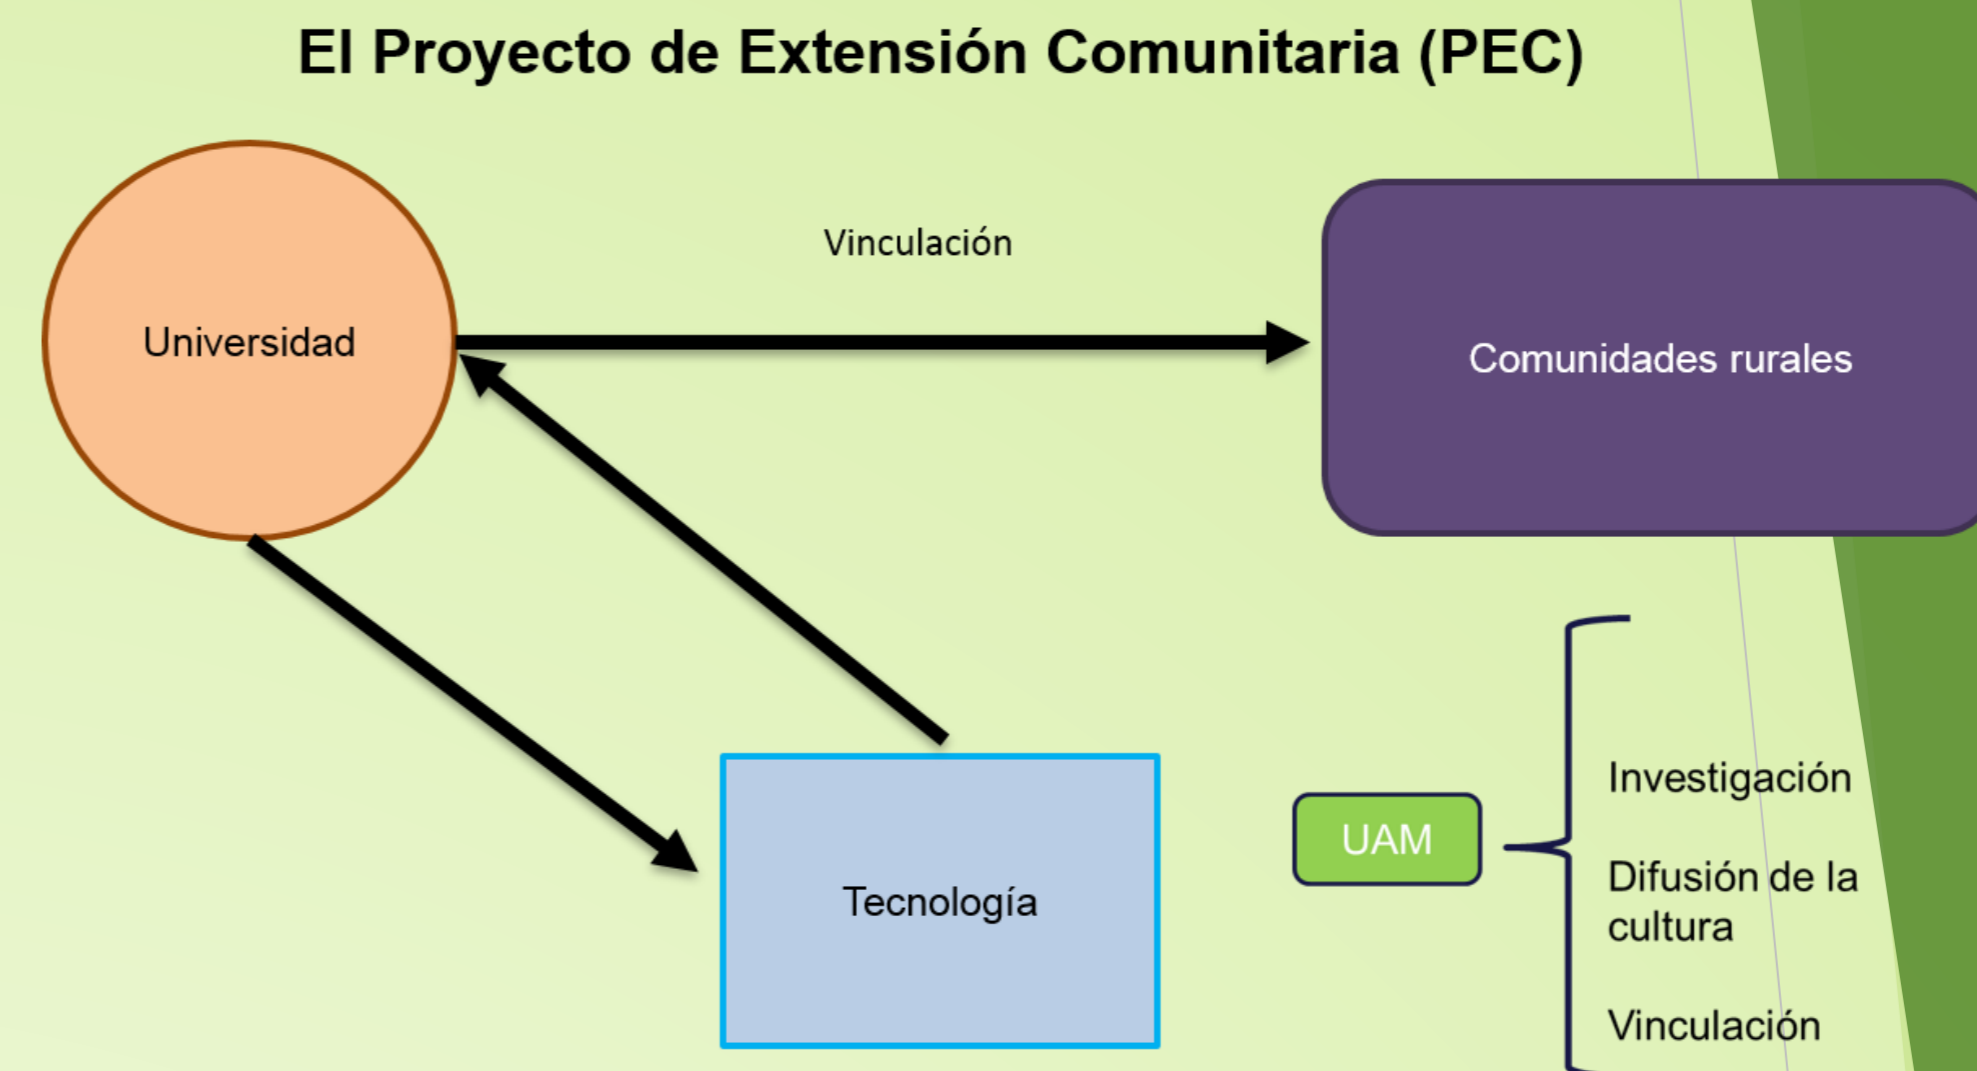 El Proyecto de Extensión Comunitaria (PEC)
Vinculación
Universidad
Comunidades rurales
Tecnología
UAM
Investigación
Difusión de la
cultura
Vinculación